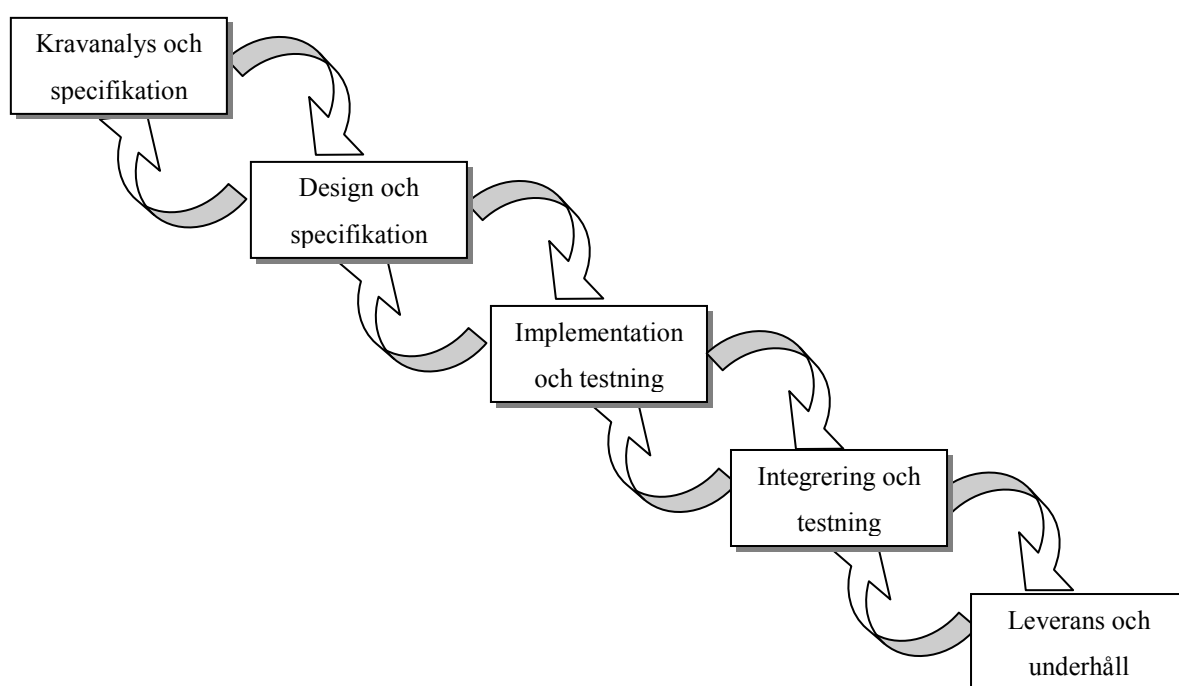 Kravanalys och
specifikation
Design och
specifikation
Implementation
och testning
Integrering och
testning
Leverans och
underhåll